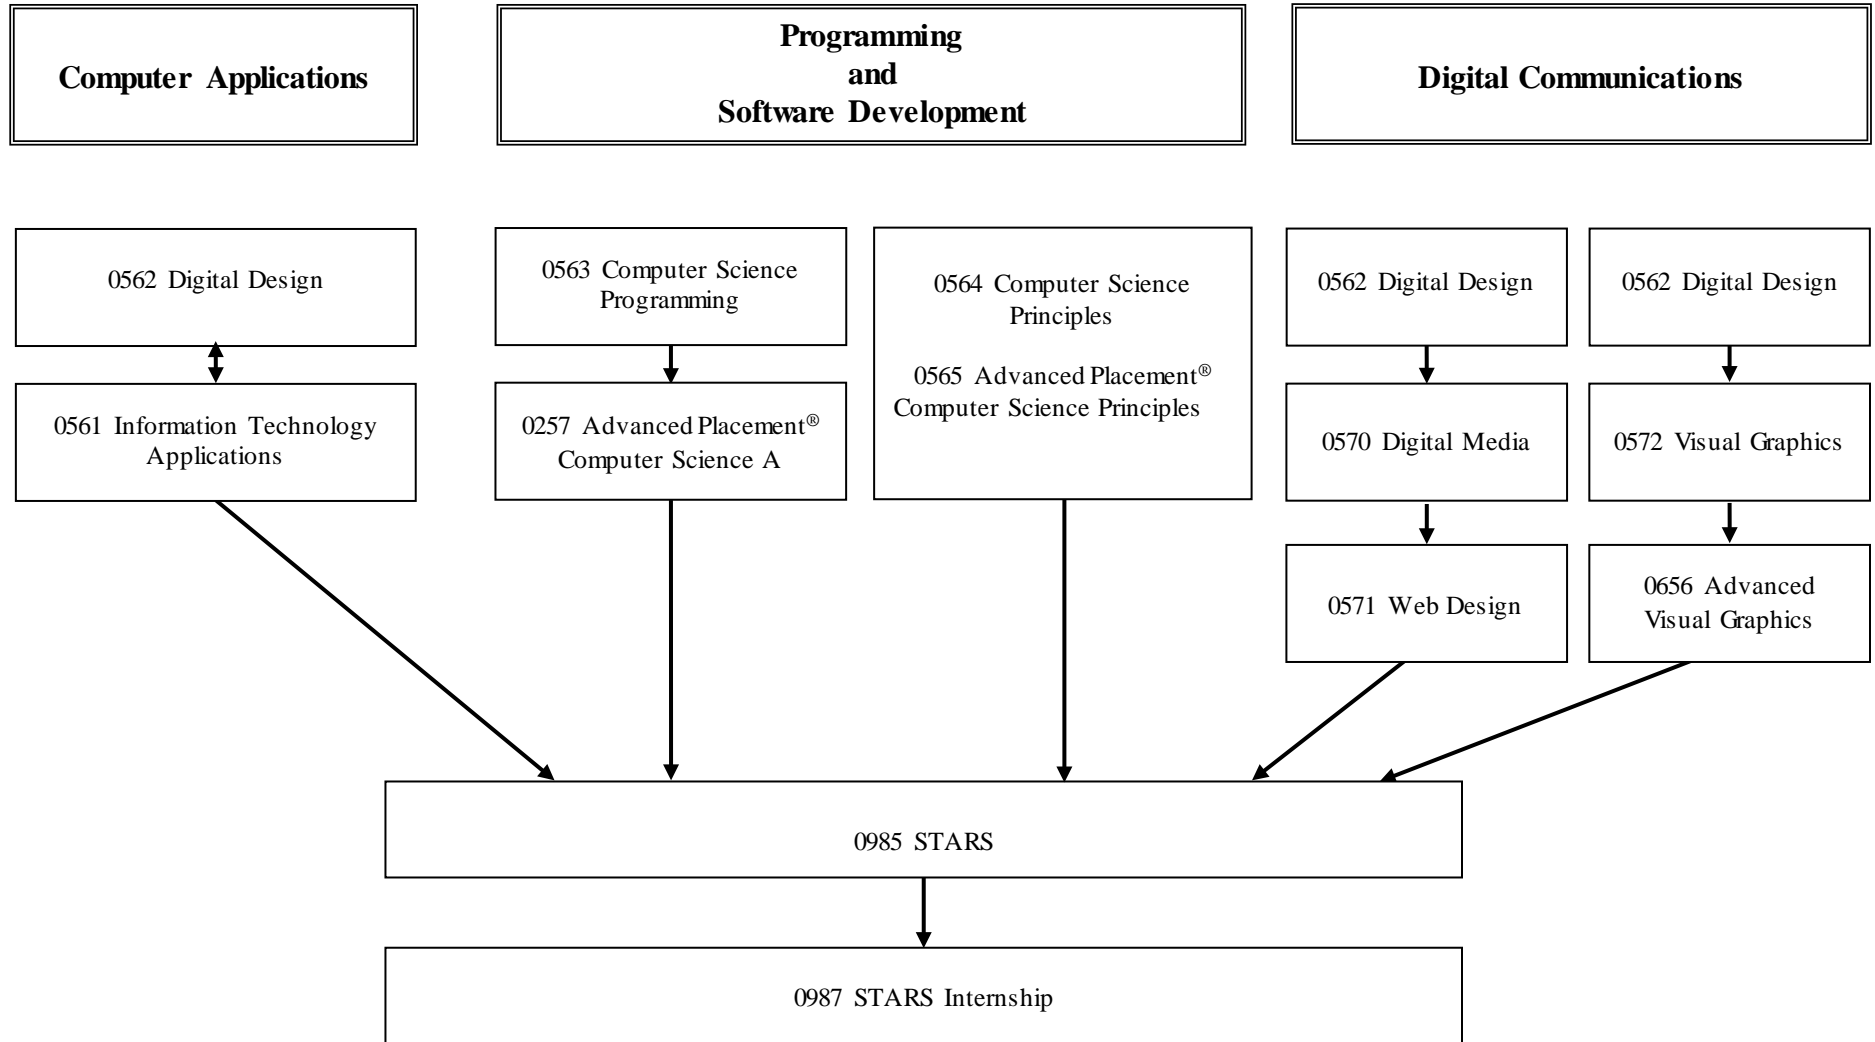 Computer Applications
Programming
and
Software Development
Digital Communications
0562 Digital Design
0563 Computer Science
Programming
0564 Computer Science
Principles
0565 Advanced Placement®
Computer Science Principles
0562 Digital Design
0562 Digital Design
0561 Information Technology
Applications
0257 Advanced Placement®
Computer Science A
0570 Digital Media
0572 Visual Graphics
0571 Web Design
0656 Advanced
Visual Graphics
0985 STARS
0987 STARS Internship